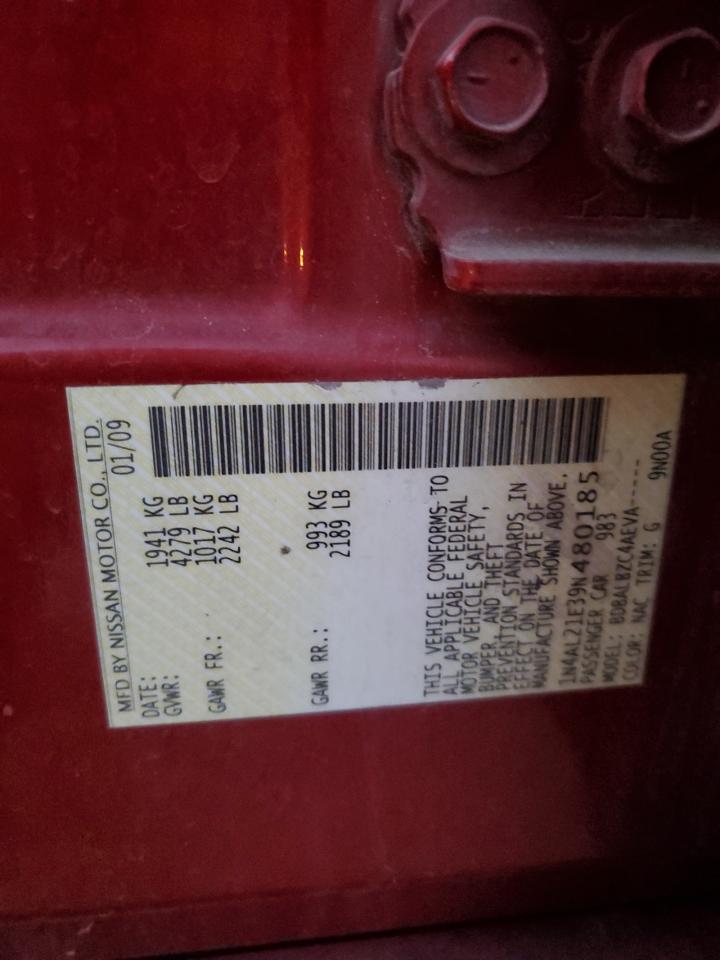 MFD BY NISSAN MOTOR CO., LTD.
DATE: 01/09
GVWR: 1941 KG
4279 LB
GAWR FR.: 1017 KG
2242 LB
GAWR RR.: 993 KG
2189 LB
THIS VEHICLE CONFORMS TO
ALL APPLICABLE FEDERAL
MOTOR VEHICLE SAFETY,
BUMPER, AND THEFT
PREVENTION STANDARDS IN
EFFECT ON THE DATE OF
MANUFACTURE SHOWN ABOVE.
1N4AL21E39N480185
PASSENGER CAR 983
MODEL: BDBALBZC4AEVA-----
COLOR: NAC TRIM: G 9N00A